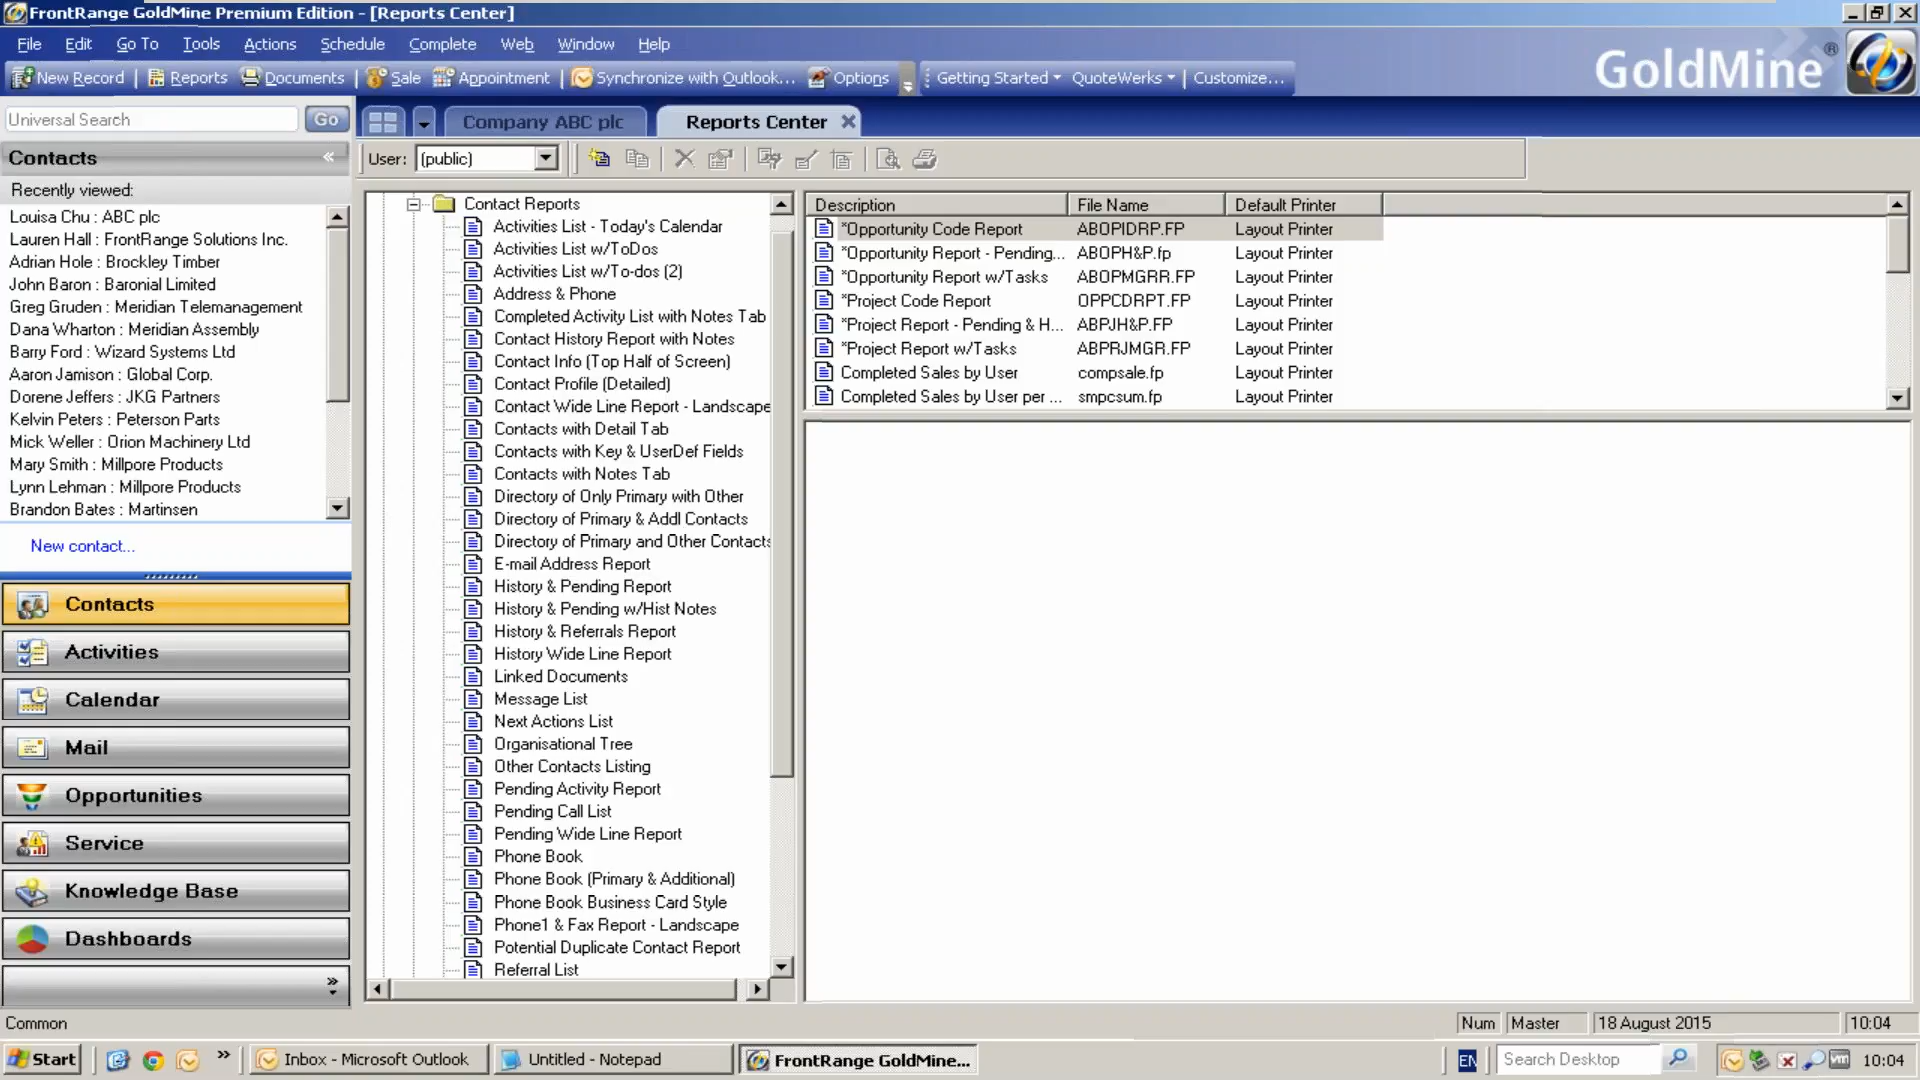 FrontRange GoldMine Premium Edition - [Reports Center]
File Edit Go To Tools Actions Schedule Complete Web Window Help
GoldMine®
New Record Reports Documents Sale Appointment Synchronize with Outlook... Options Getting Started QuoteWerks Customize...
Universal Search Go
Company ABC plc Reports Center
Contacts
User: (public)
Recently viewed:
Louisa Chu : ABC plc
Lauren Hall : FrontRange Solutions Inc.
Adrian Hole : Brockley Timber
John Baron : Baronial Limited
Greg Gruden : Meridian Telemanagement
Dana Wharton : Meridian Assembly
Barry Ford : Wizard Systems Ltd
Aaron Jamison : Global Corp.
Dorene Jeffers : JKG Partners
Kelvin Peters : Peterson Parts
Mick Weller : Orion Machinery Ltd
Mary Smith : Millpore Products
Lynn Lehman : Millpore Products
Brandon Bates : Martinsen
New contact...
Contacts
Activities
Calendar
Mail
Opportunities
Service
Knowledge Base
Dashboards
»
Contact Reports
Activities List - Today's Calendar
Activities List w/ToDos
Activities List w/To-dos (2)
Address & Phone
Completed Activity List with Notes Tab
Contact History Report with Notes
Contact Info (Top Half of Screen)
Contact Profile (Detailed)
Contact Wide Line Report - Landscape
Contacts with Detail Tab
Contacts with Key & UserDef Fields
Contacts with Notes Tab
Directory of Only Primary with Other
Directory of Primary & Addl Contacts
Directory of Primary and Other Contacts
E-mail Address Report
History & Pending Report
History & Pending w/Hist Notes
History & Referrals Report
History Wide Line Report
Linked Documents
Message List
Next Actions List
Organisational Tree
Other Contacts Listing
Pending Activity Report
Pending Call List
Pending Wide Line Report
Phone Book
Phone Book (Primary & Additional)
Phone Book Business Card Style
Phone1 & Fax Report - Landscape
Potential Duplicate Contact Report
Referral List
Description File Name Default Printer
*Opportunity Code Report ABOPIDRP.FP Layout Printer
*Opportunity Report - Pending... ABOPH&P.fp Layout Printer
*Opportunity Report w/Tasks ABOPMGRR.FP Layout Printer
*Project Code Report OPPCDRPT.FP Layout Printer
*Project Report - Pending & H... ABPJH&P.FP Layout Printer
*Project Report w/Tasks ABPRJMGR.FP Layout Printer
Completed Sales by User compsale.fp Layout Printer
Completed Sales by User per ... smpcsum.fp Layout Printer
Common Num Master 18 August 2015 10:04
Start » Inbox - Microsoft Outlook Untitled - Notepad FrontRange GoldMine... EN Search Desktop 10:04